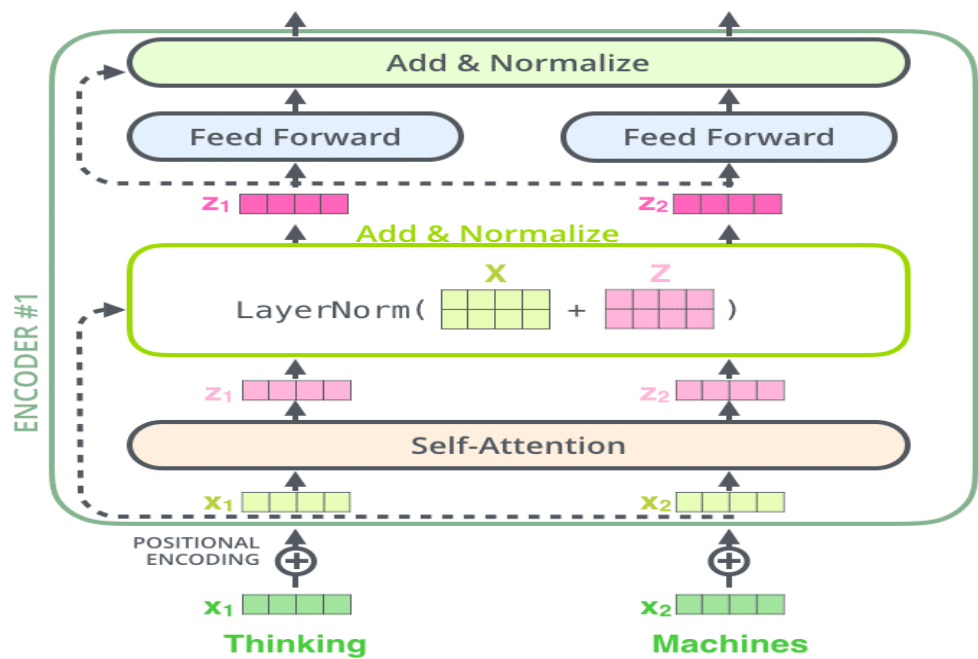 Add & Normalize
Feed Forward
Feed Forward
z1
z2
Add & Normalize
X
Z
LayerNorm(
+
)
ENCODER #1
z1
z2
Self-Attention
x1
x2
POSITIONAL
ENCODING
+
+
x1
x2
Thinking
Machines